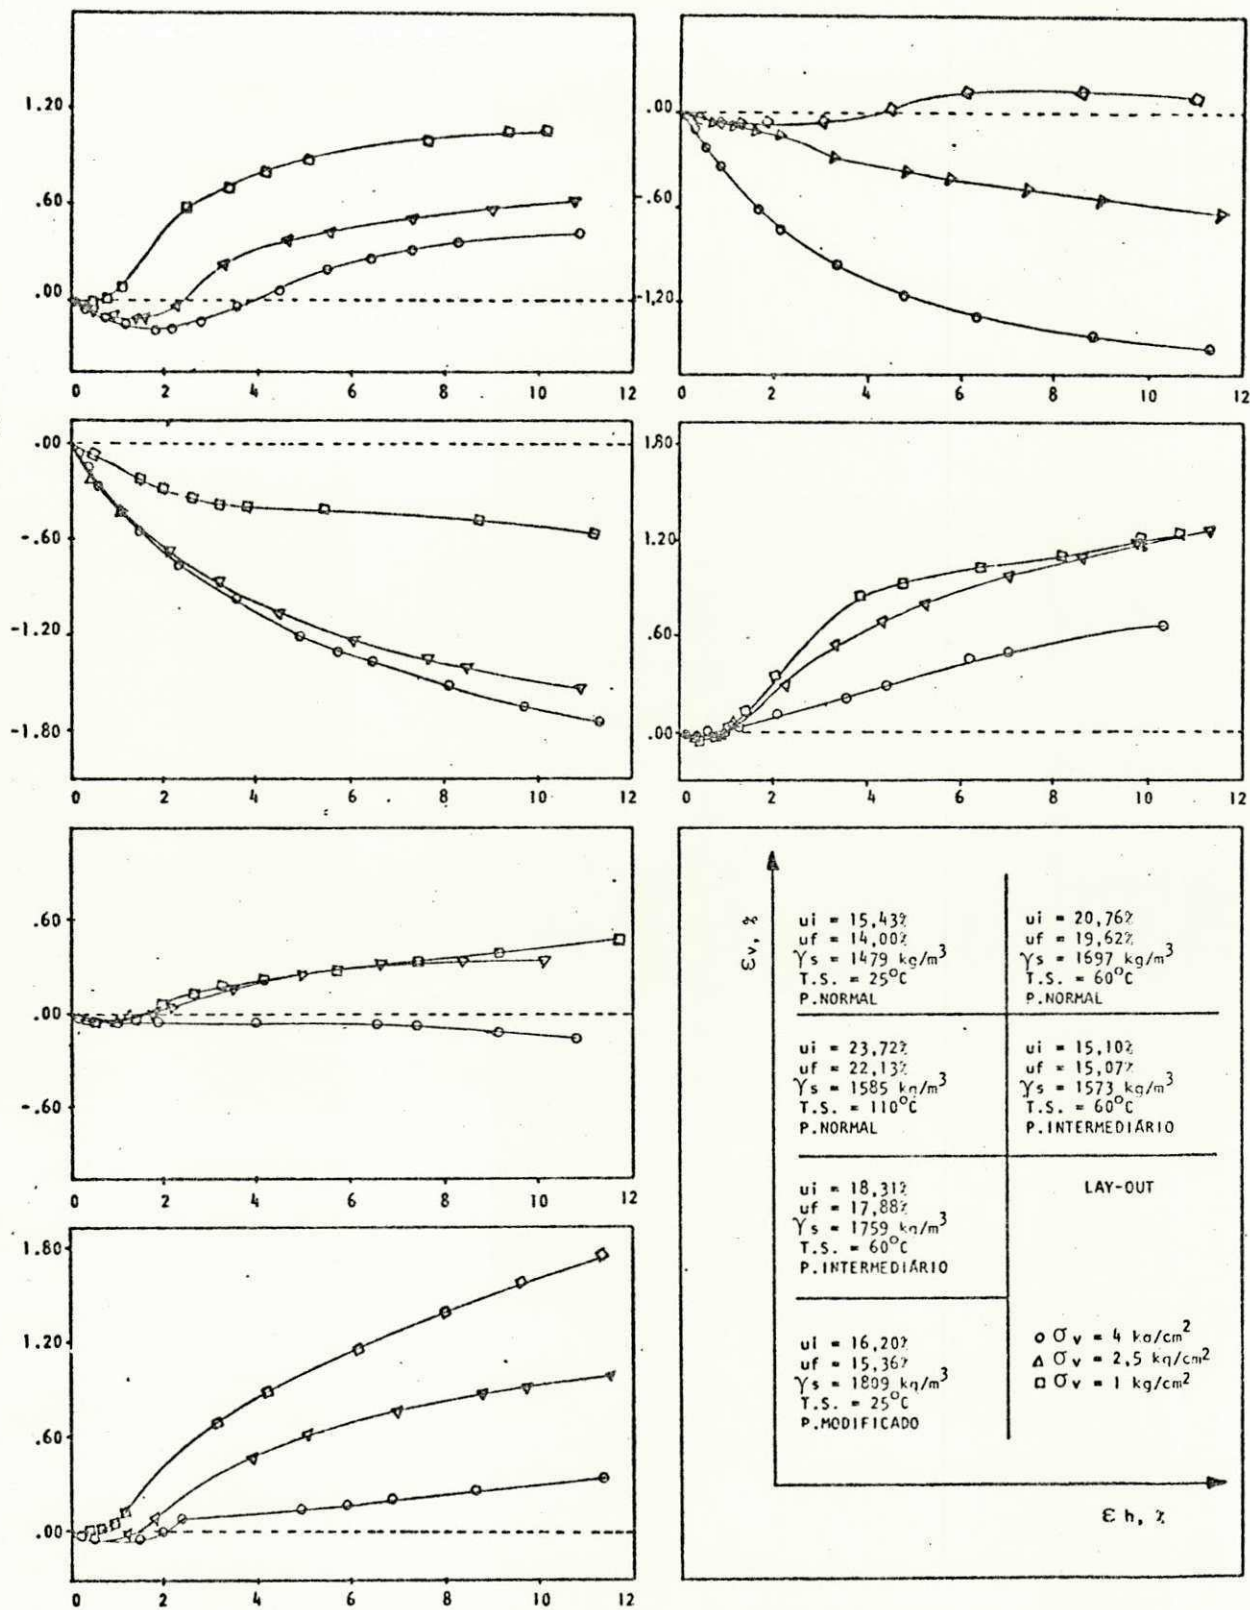 1.20
.60
.00
0 2 4 6 8 10 12
.00
-.60
-1,20
0 2 4 6 8 10 12
.00
-.60
-1.20
-1.80
0 2 4 6 8 10 12
1.80
1.20
.60
.00
0 2 4 6 8 10 12
.60
.00
-.60
0 2 4 6 8 10 12
1.80
1.20
.60
.00
0 2 4 6 8 10 12
εv, %
ui = 15,43%
uf = 14,00%
γs = 1479 kg/m³
T.S. = 25°C
P.NORMAL
ui = 20,76%
uf = 19,62%
γs = 1697 kg/m³
T.S. = 60°C
P.NORMAL
ui = 23,72%
uf = 22,13%
γs = 1585 kg/m³
T.S. = 110°C
P.NORMAL
ui = 15,10%
uf = 15,07%
γs = 1573 kg/m³
T.S. = 60°C
P.INTERMEDIÁRIO
ui = 18,31%
uf = 17,88%
γs = 1759 kg/m³
T.S. = 60°C
P.INTERMEDIÁRIO
LAY-OUT
ui = 16,20%
uf = 15,36%
γs = 1809 kg/m³
T.S. = 25°C
P.MODIFICADO
○ σv = 4 kg/cm²
△ σv = 2,5 kg/cm²
□ σv = 1 kg/cm²
εh, %